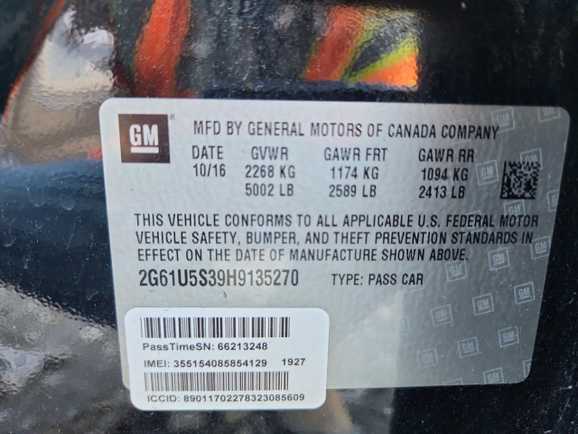 GM
MFD BY GENERAL MOTORS OF CANADA COMPANY
DATE GVWR GAWR FRT GAWR RR
10/16 2268 KG 1174 KG 1094 KG
5002 LB 2589 LB 2413 LB
THIS VEHICLE CONFORMS TO ALL APPLICABLE U.S. FEDERAL MOTOR
VEHICLE SAFETY, BUMPER, AND THEFT PREVENTION STANDARDS IN
EFFECT ON THE DATE OF MANUFACTURE SHOWN ABOVE.
2G61U5S39H9135270 TYPE: PASS CAR
PassTimeSN: 66213248
IMEI: 355154085854129 1927
ICCID: 89011702278323085609